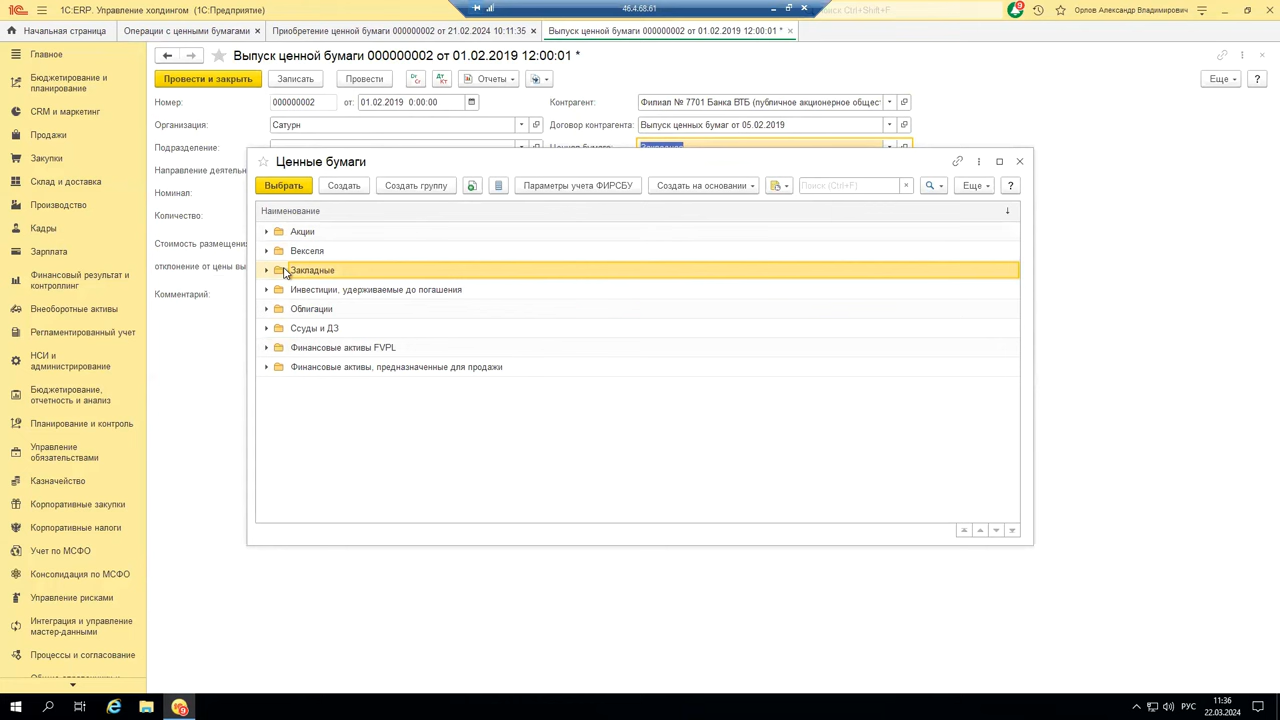 1С:ERP. Управление холдингом (1С:Предприятие)
46.4.68.61
Ctrl+Shift+F
Орлов Александр Владимирович
Начальная страница
Операции с ценными бумагами
Приобретение ценной бумаги 000000002 от 21.02.2024 10:11:35
Выпуск ценной бумаги 000000002 от 01.02.2019 12:00:01 *
Главное
Бюджетирование и
планирование
CRM и маркетинг
Продажи
Закупки
Склад и доставка
Производство
Кадры
Зарплата
Финансовый результат и
контроллинг
Внеоборотные активы
Регламентированный учет
НСИ и
администрирование
Бюджетирование,
отчетность и анализ
Планирование и контроль
Управление
обязательствами
Казначейство
Корпоративные закупки
Корпоративные налоги
Учет по МСФО
Консолидация по МСФО
Управление рисками
Интеграция и управление
мастер-данными
Процессы и согласование
Выпуск ценной бумаги 000000002 от 01.02.2019 12:00:01 *
Провести и закрыть
Записать
Провести
Отчеты
Еще
?
Номер:
000000002
от:
01.02.2019 0:00:00
Контрагент:
Филиал № 7701 Банка ВТБ (публичное акционерное общест
Организация:
Сатурн
Договор контрагента:
Выпуск ценных бумаг от 05.02.2019
Подразделение:
Направление деятель
Номинал:
Количество:
Стоимость размещени
отклонение от цены вы
Комментарий:
Ценные бумаги
Выбрать
Создать
Создать группу
Параметры учета ФИРСБУ
Создать на основании
Поиск (Ctrl+F)
Еще
?
Наименование
Акции
Векселя
Закладные
Инвестиции, удерживаемые до погашения
Облигации
Ссуды и ДЗ
Финансовые активы FVPL
Финансовые активы, предназначенные для продажи
РУС
11:36
22.03.2024